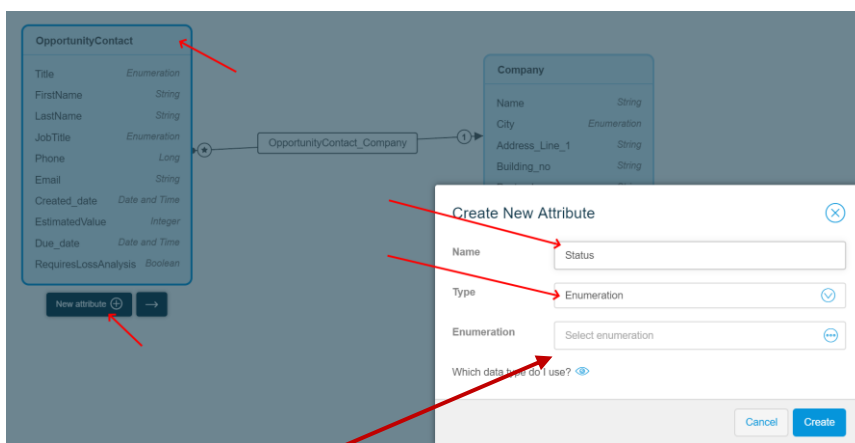 OpportunityContact
Title Enumeration
FirstName String
LastName String
JobTitle Enumeration
Phone Long
Email String
Created_date Date and Time
EstimatedValue Integer
Due_date Date and Time
RequiresLossAnalysis Boolean
New attribute
OpportunityContact_Company
1
Company
Name String
City Enumeration
Address_Line_1 String
Building_no String
Create New Attribute
Name Status
Type Enumeration
Enumeration Select enumeration
Which data type do I use?
Cancel Create